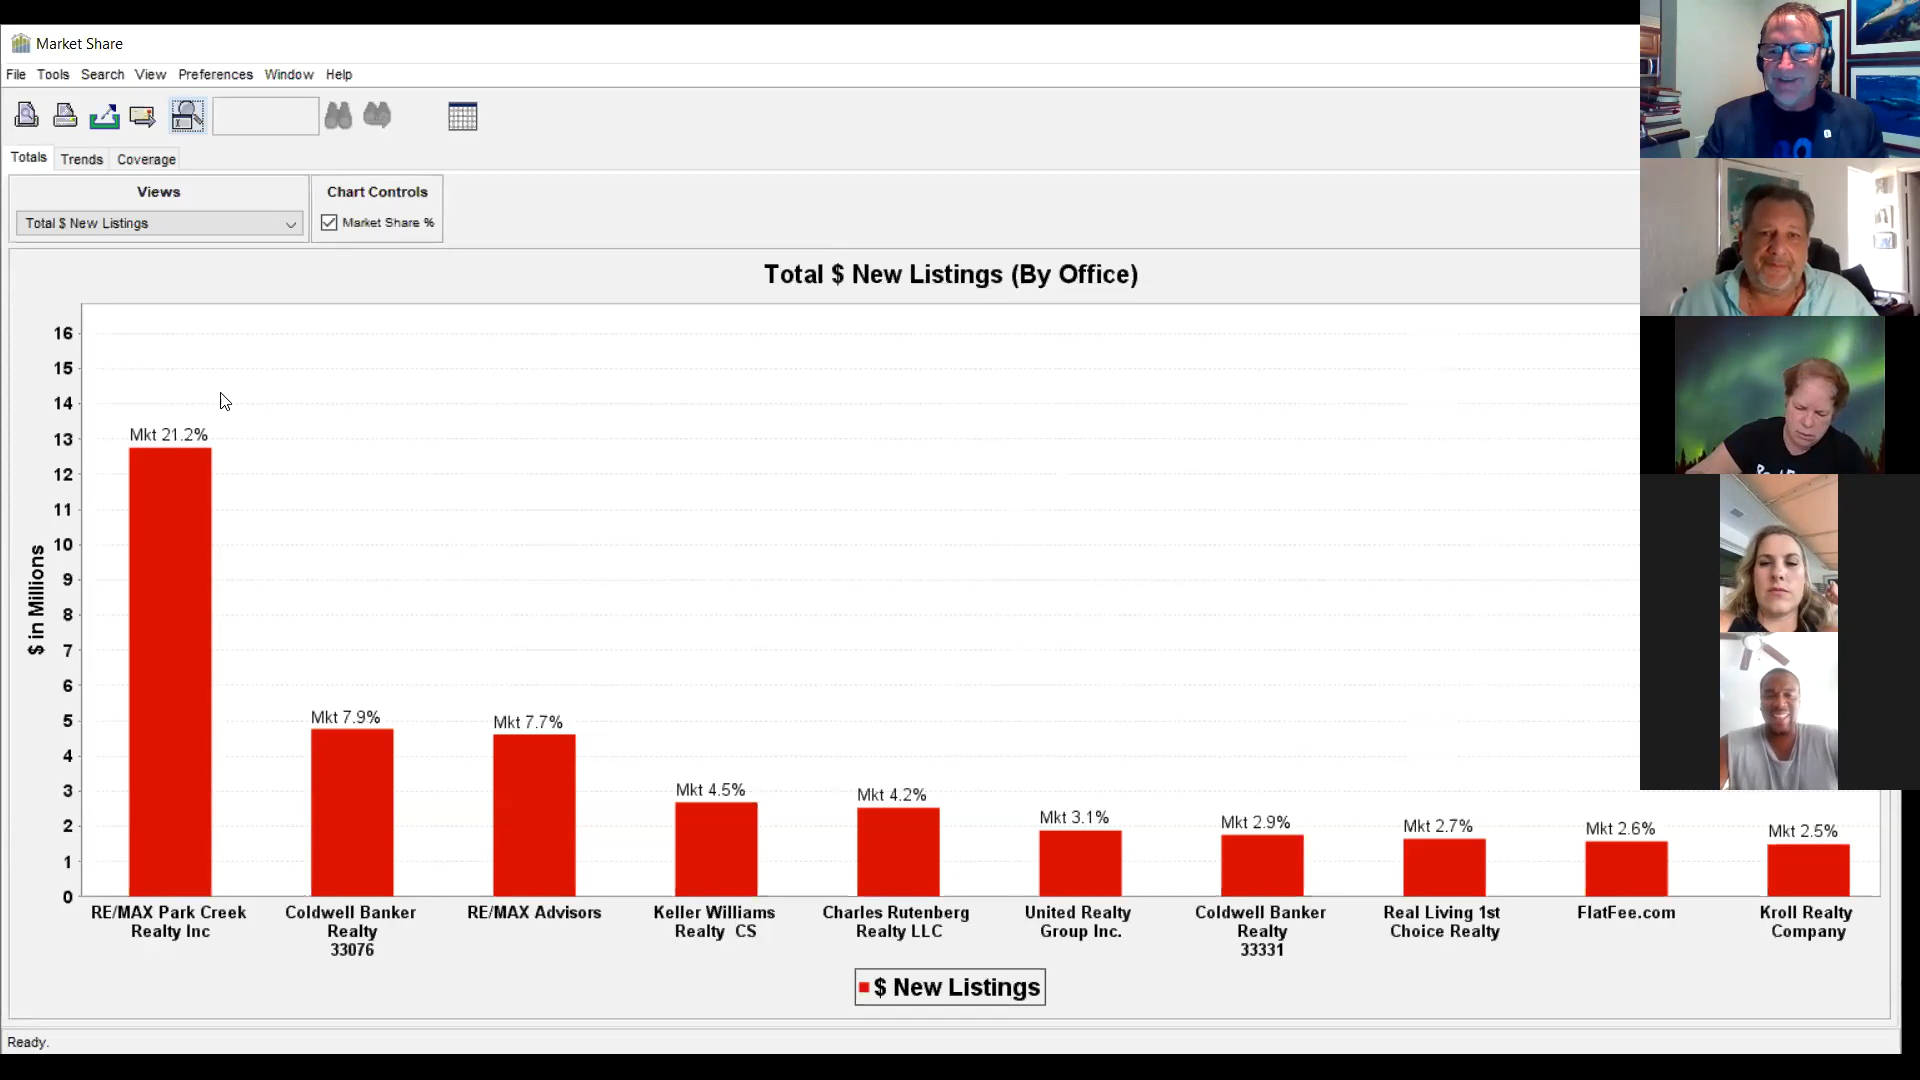 Market Share
File Tools Search View Preferences Window Help
Totals Trends Coverage
Views
Total $ New Listings
Chart Controls
Market Share %
Total $ New Listings (By Office)
16
15
14
13
12
11
10
9
8
7
6
5
4
3
2
1
0
$ in Millions
Mkt 21.2%
Mkt 7.9%
Mkt 7.7%
Mkt 4.5%
Mkt 4.2%
Mkt 3.1%
Mkt 2.9%
Mkt 2.7%
Mkt 2.6%
Mkt 2.5%
RE/MAX Park Creek
Realty Inc
Coldwell Banker
Realty
33076
RE/MAX Advisors
Keller Williams
Realty CS
Charles Rutenberg
Realty LLC
United Realty
Group Inc.
Coldwell Banker
Realty
33331
Real Living 1st
Choice Realty
FlatFee.com
Kroll Realty
Company
$ New Listings
Ready.